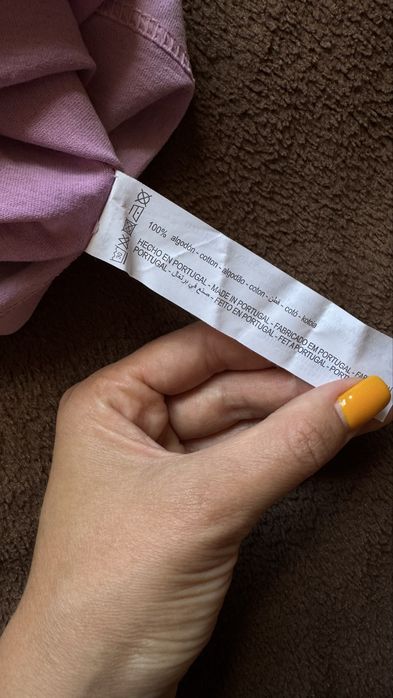 100% algodón - cotton - algodão - coton - قطن - cotó - kotoia
HECHO EN PORTUGAL - MADE IN PORTUGAL - FABRICADO EM PORTUGAL
PORTUGAL - صنع في برتغال - FEITO EN PORTUGAL - FETA PORTUGAL